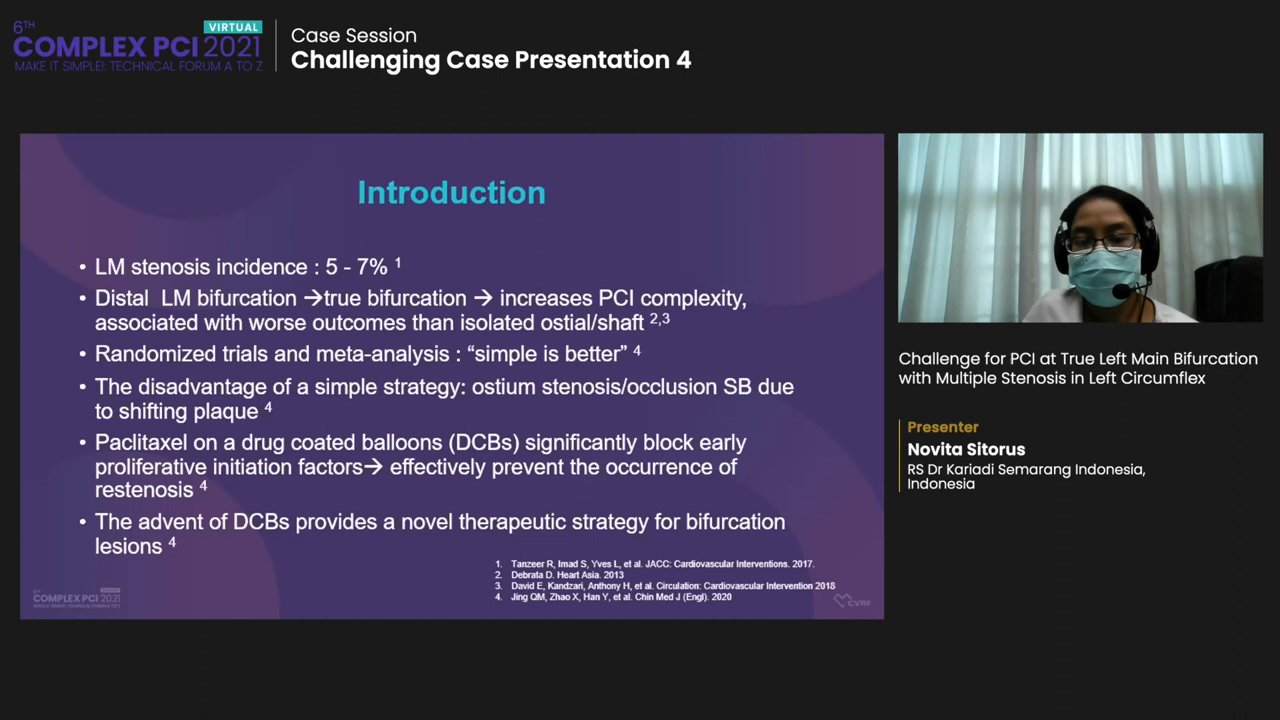 6TH
VIRTUAL
COMPLEX PCI 2021
MAKE IT SIMPLE!: TECHNICAL FORUM A TO Z
Case Session
Challenging Case Presentation 4
Introduction
• LM stenosis incidence : 5 - 7% 1
• Distal LM bifurcation →true bifurcation → increases PCI complexity,
associated with worse outcomes than isolated ostial/shaft 2,3
• Randomized trials and meta-analysis : “simple is better” 4
• The disadvantage of a simple strategy: ostium stenosis/occlusion SB due
to shifting plaque 4
• Paclitaxel on a drug coated balloons (DCBs) significantly block early
proliferative initiation factors→ effectively prevent the occurrence of
restenosis 4
• The advent of DCBs provides a novel therapeutic strategy for bifurcation
lesions 4
1. Tanzeer R, Imad S, Yves L, et al. JACC: Cardiovascular Interventions. 2017.
2. Debrata D. Heart Asia. 2013
3. David E, Kandzari, Anthony H, et al. Circulation: Cardiovascular Intervention 2018
4. Jing QM, Zhao X, Han Y, et al. Chin Med J (Engl). 2020
COMPLEX PCI 2021
MAKE IT SIMPLE!: TECHNICAL FORUM A TO Z
CVRF
Challenge for PCI at True Left Main Bifurcation
with Multiple Stenosis in Left Circumflex
Presenter
Novita Sitorus
RS Dr Kariadi Semarang Indonesia,
Indonesia